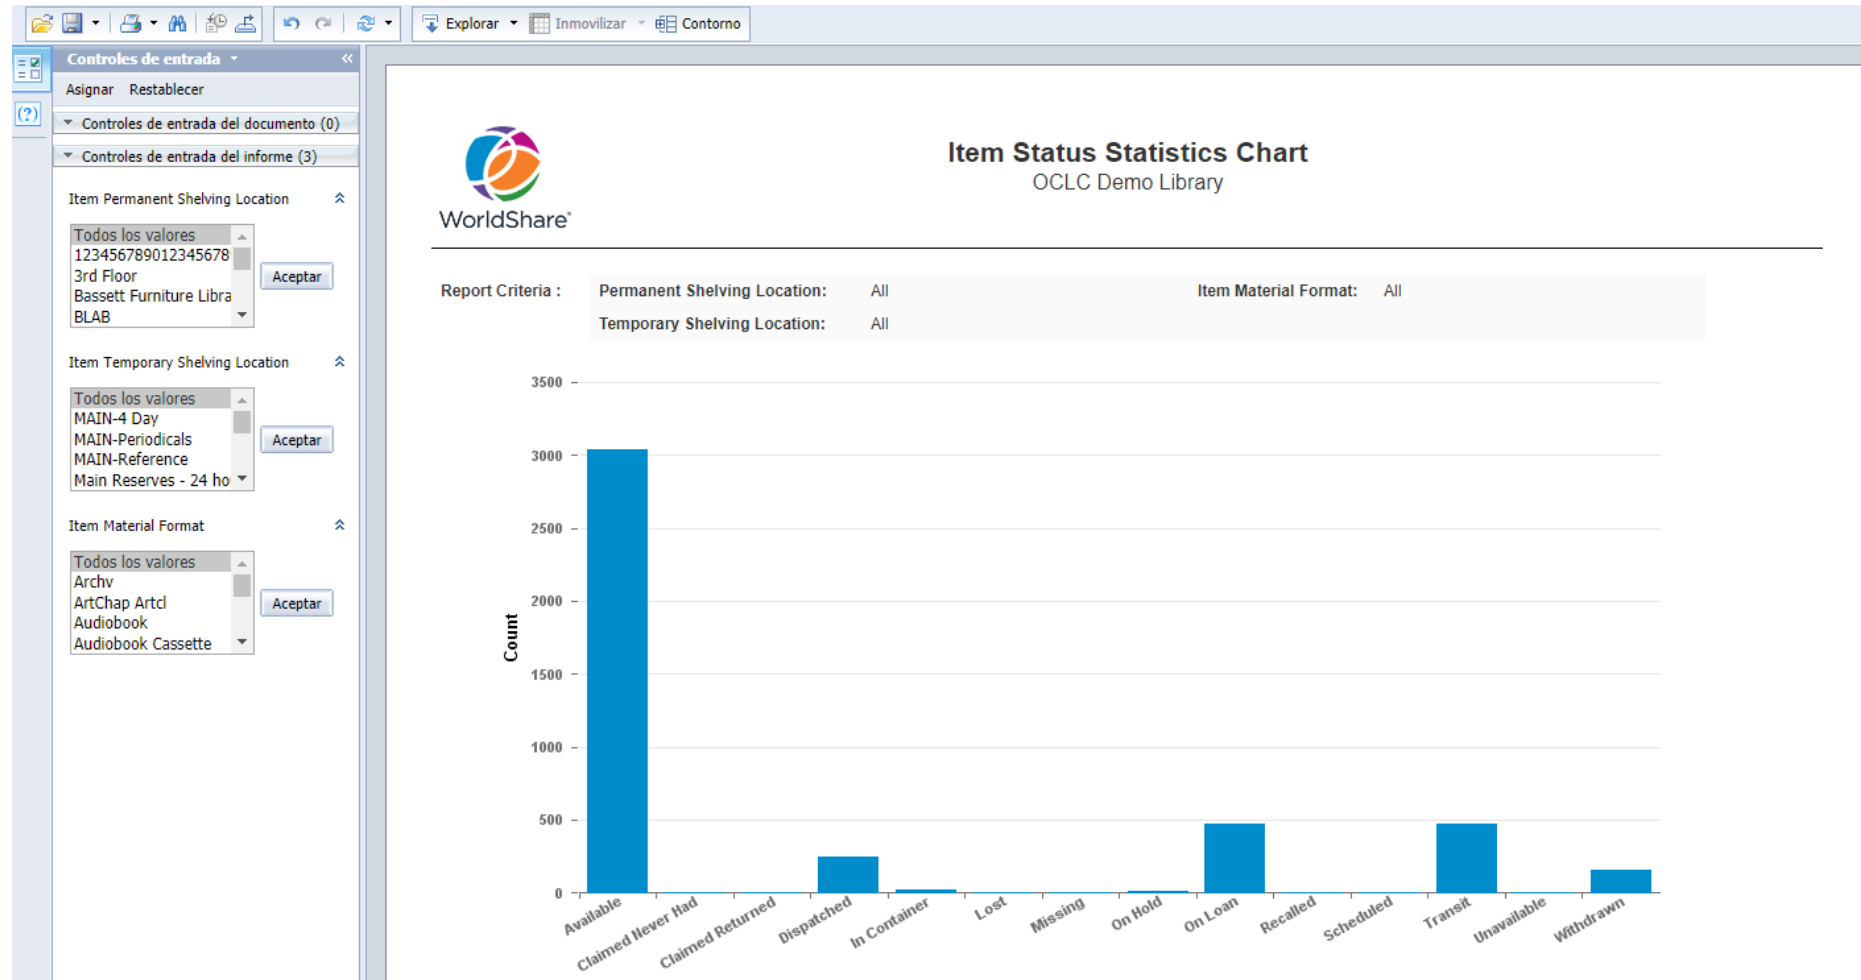 Explorar
Inmovilizar
Contorno
Controles de entrada
Asignar Restablecer
(?)
Controles de entrada del documento (0)
Controles de entrada del informe (3)
Item Permanent Shelving Location
Todos los valores
123456789012345678
3rd Floor
Bassett Furniture Libra
BLAB
Aceptar
Item Temporary Shelving Location
Todos los valores
MAIN-4 Day
MAIN-Periodicals
MAIN-Reference
Main Reserves - 24 ho
Aceptar
Item Material Format
Todos los valores
Archv
ArtChap Artcl
Audiobook
Audiobook Cassette
Aceptar
WorldShare®
Item Status Statistics Chart
OCLC Demo Library
Report Criteria : Permanent Shelving Location: All Item Material Format: All
Temporary Shelving Location: All
3500
3000
2500
2000
1500
1000
500
0
Count
Available
Claimed Never Had
Claimed Returned
Dispatched
In Container
Lost
Missing
On Hold
On Loan
Recalled
Scheduled
Transit
Unavailable
Withdrawn